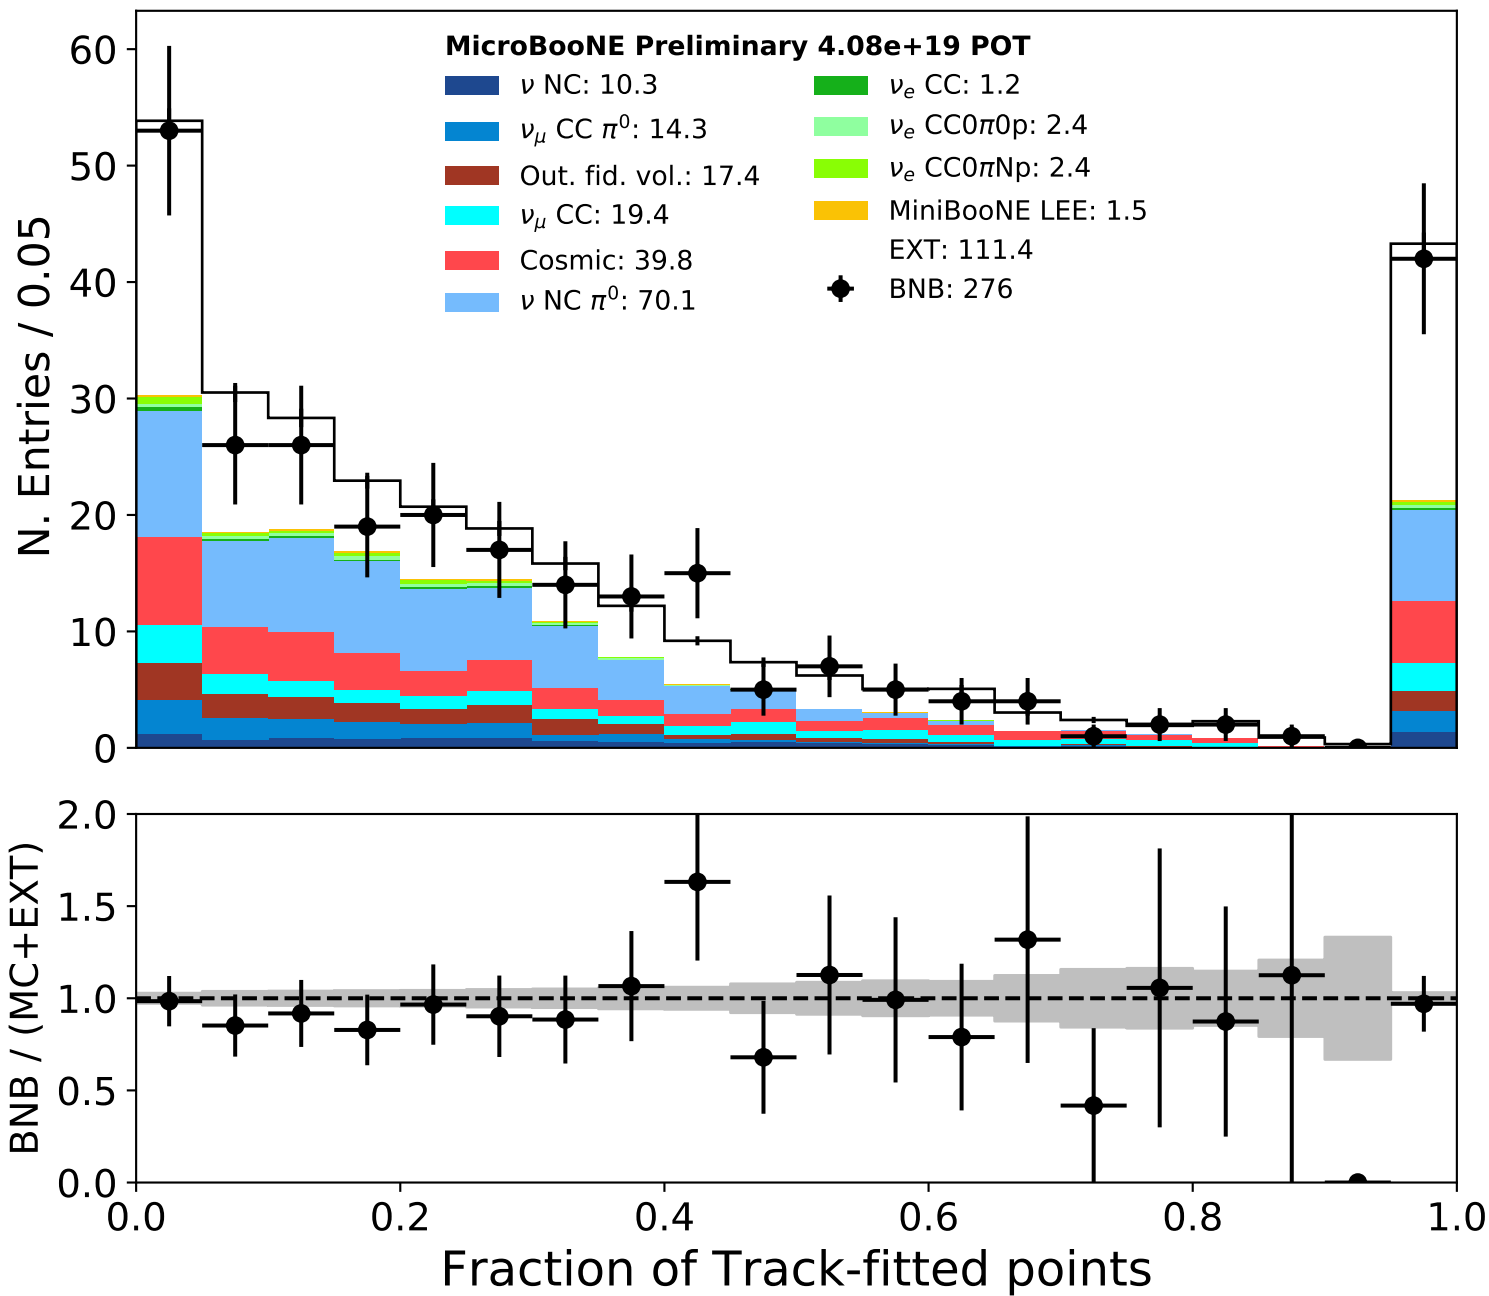 MicroBooNE Preliminary 4.08e+19 POT
ν NC: 10.3
ν_μ CC π⁰: 14.3
Out. fid. vol.: 17.4
ν_μ CC: 19.4
Cosmic: 39.8
ν NC π⁰: 70.1
ν_e CC: 1.2
ν_e CC0π0p: 2.4
ν_e CC0πNp: 2.4
MiniBooNE LEE: 1.5
EXT: 111.4
BNB: 276
N. Entries / 0.05
60
50
40
30
20
10
0
BNB / (MC+EXT)
2.0
1.5
1.0
0.5
0.0
0.0 0.2 0.4 0.6 0.8 1.0
Fraction of Track-fitted points